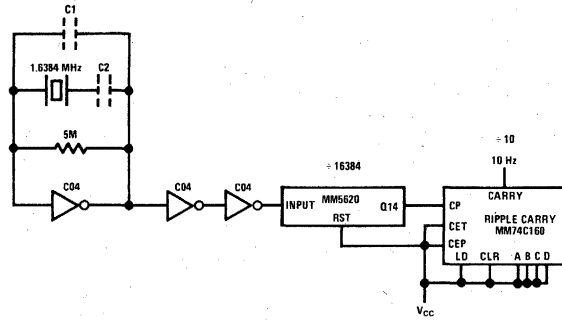 C1
1.6384 MHz
C2
5M
C04
C04
C04
÷16384
INPUT
MM5620
Q14
RST
÷10
10 Hz
CARRY
CP
RIPPLE CARRY
MM74C160
CET
CEP
LD
CLR
A B C D
VCC